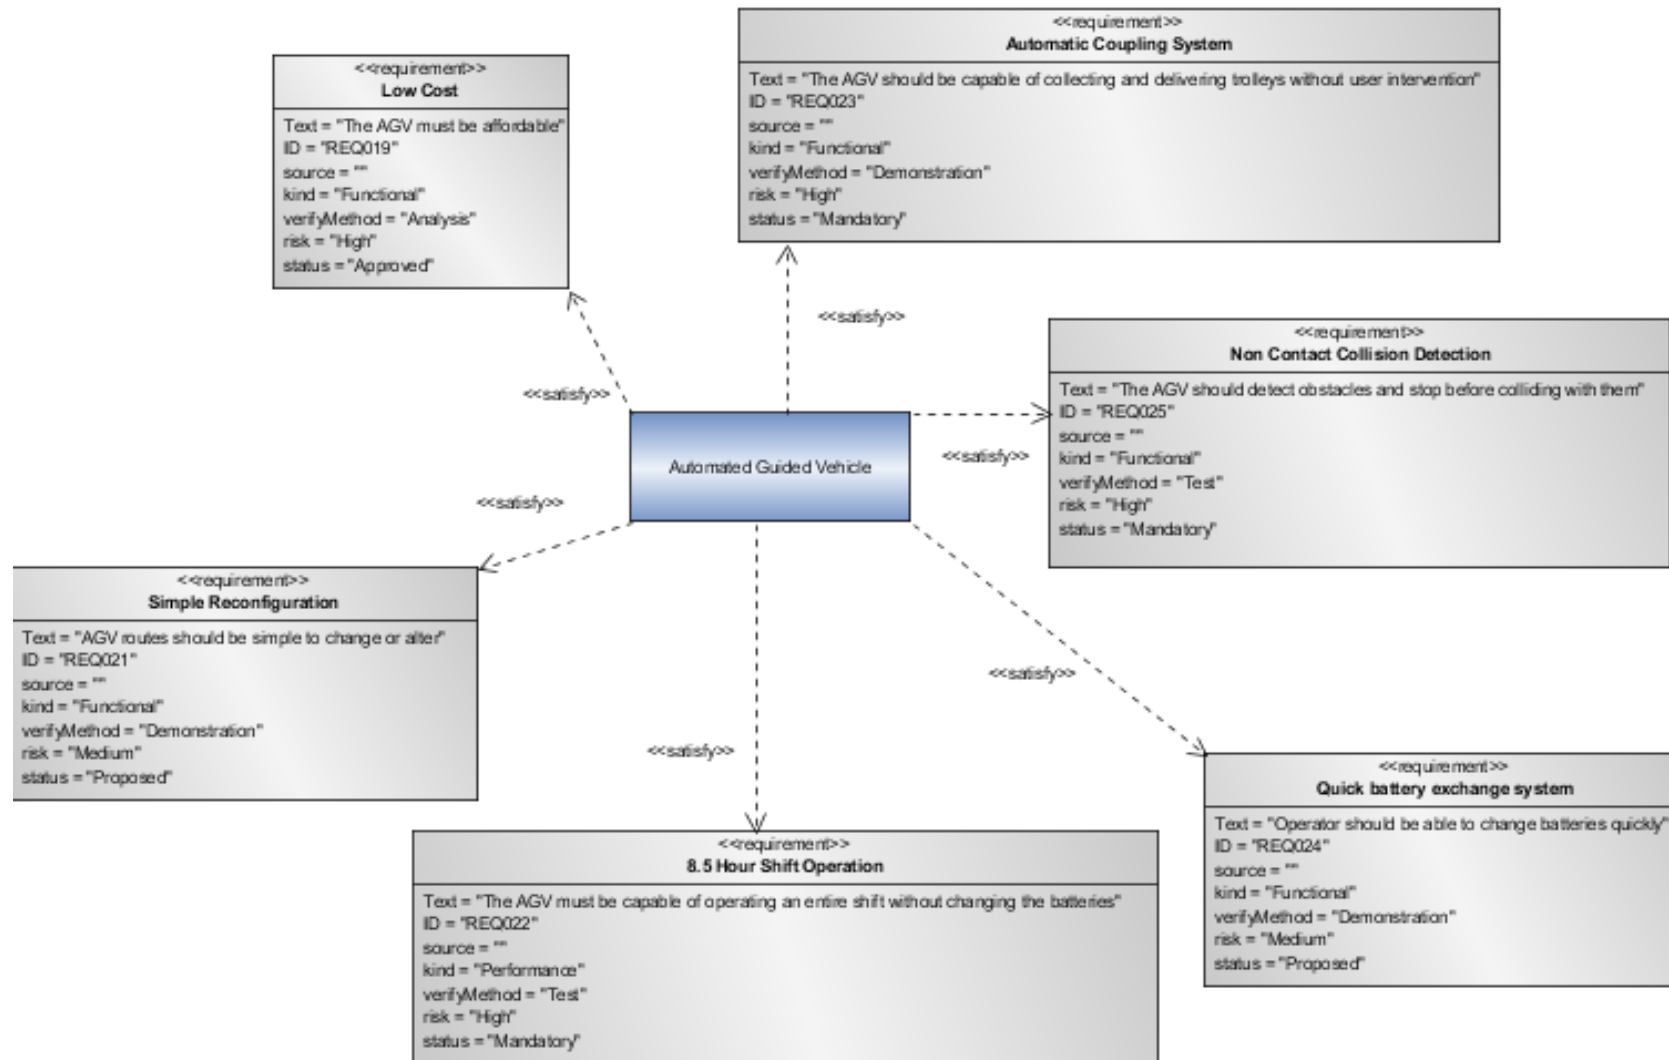 <<requirement>>
Low Cost
Text = "The AGV must be affordable"
ID = "REQ019"
source = ""
kind = "Functional"
verifyMethod = "Analysis"
risk = "High"
status = "Approved"
<<requirement>>
Automatic Coupling System
Text = "The AGV should be capable of collecting and delivering trolleys without user intervention"
ID = "REQ023"
source = ""
kind = "Functional"
verifyMethod = "Demonstration"
risk = "High"
status = "Mandatory"
<<satisfy>>
<<requirement>>
Non Contact Collision Detection
Text = "The AGV should detect obstacles and stop before colliding with them"
ID = "REQ025"
source = ""
kind = "Functional"
verifyMethod = "Test"
risk = "High"
status = "Mandatory"
<<satisfy>>
Automated Guided Vehicle
<<satisfy>>
<<satisfy>>
<<requirement>>
Simple Reconfiguration
Text = "AGV routes should be simple to change or alter"
ID = "REQ021"
source = ""
kind = "Functional"
verifyMethod = "Demonstration"
risk = "Medium"
status = "Proposed"
<<satisfy>>
<<satisfy>>
<<requirement>>
Quick battery exchange system
Text = "Operator should be able to change batteries quickly"
ID = "REQ024"
source = ""
kind = "Functional"
verifyMethod = "Demonstration"
risk = "Medium"
status = "Proposed"
<<requirement>>
8.5 Hour Shift Operation
Text = "The AGV must be capable of operating an entire shift without changing the batteries"
ID = "REQ022"
source = ""
kind = "Performance"
verifyMethod = "Test"
risk = "High"
status = "Mandatory"